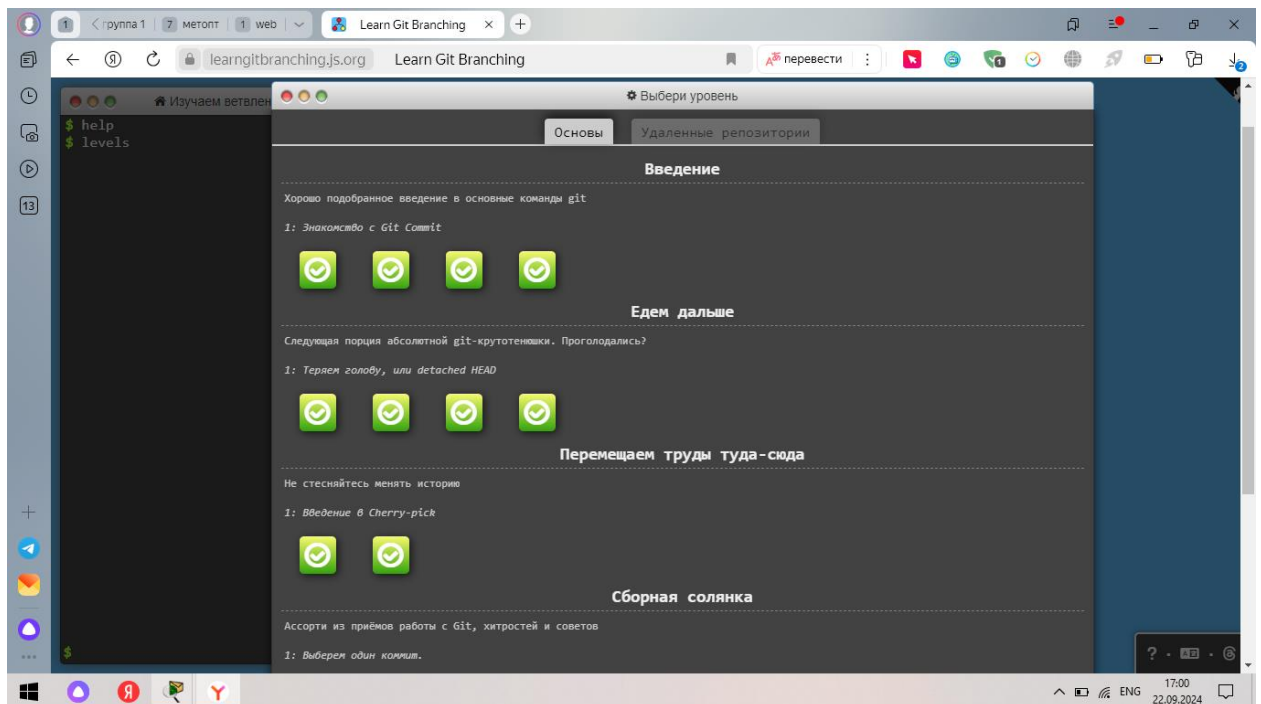 1 группа 1 7 метопт 1 web Learn Git Branching
learngitbranching.js.org Learn Git Branching перевести 1 2
Изучаем ветвлен Выбери уровень
$ help
$ levels
Основы Удаленные репозитории
Введение
13
Хорошо подобранное введение в основные команды git
1: Знакомство с Git Commit
Едем дальше
Следующая порция абсолютной git-крутотенюшки. Проголодались?
1: Теряем голову, или detached HEAD
Перемещаем труды туда-сюда
Не стесняйтесь менять историю
1: Введение в Cherry-pick
Сборная солянка
Ассорти из приёмов работы с Git, хитростей и советов
$
1: Выберем один коммит.
?
ENG 17:00
22.09.2024